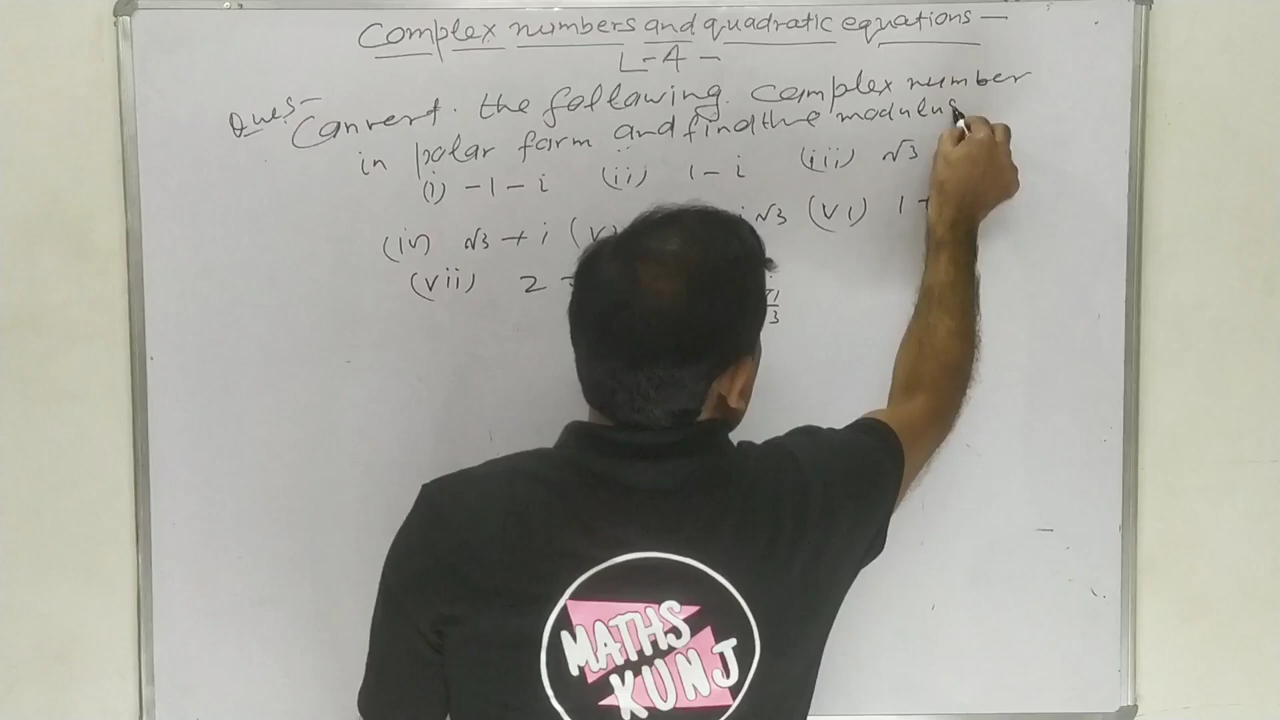 Complex numbers and quadratic equations -
L-4 -
Ques- Convert. the following. complex number
in polar form and find the modulus
(i) -1-i (ii) 1-i (iii) √3
(iv) √3+i (v) i√3 (VI) 1+
(vii) 2
π/3
MATHS
KUNJ